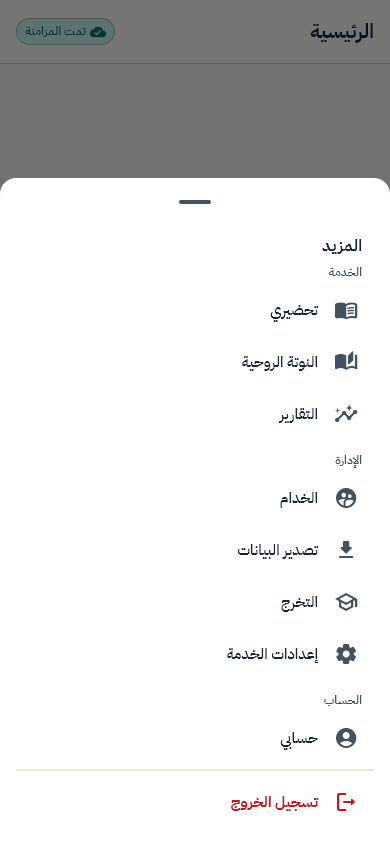 الرئيسية
تمت المزامنة
المزيد
الخدمة
تحضيري
النوتة الروحية
التقارير
الإدارة
الخدام
تصدير البيانات
التخرج
إعدادات الخدمة
الحساب
حسابي
تسجيل الخروج